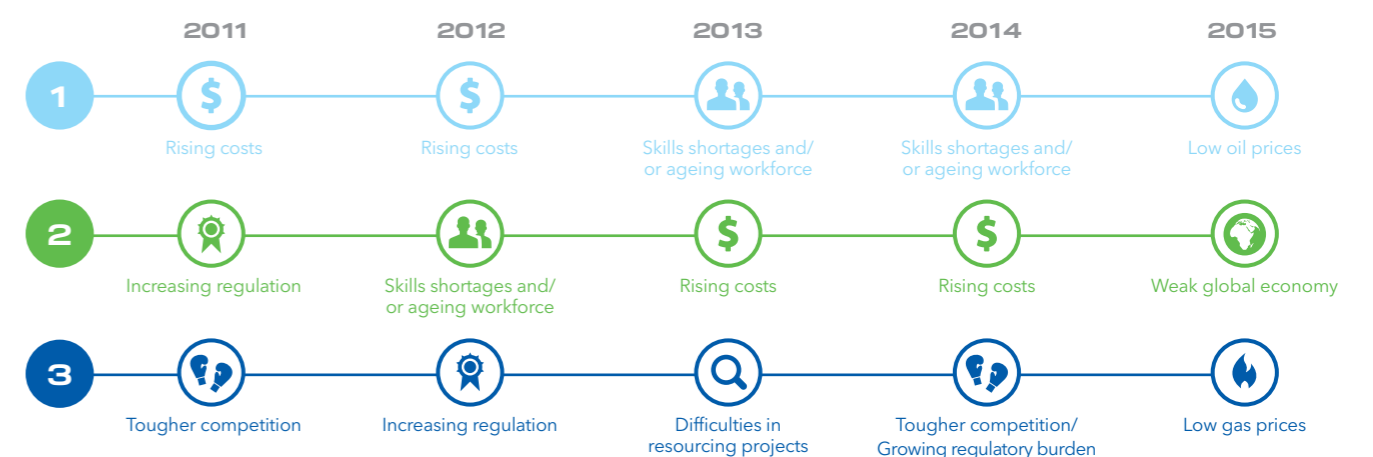 2011 2012 2013 2014 2015
1
$ $
Rising costs Rising costs Skills shortages and/ Skills shortages and/ Low oil prices
or ageing workforce or ageing workforce
2
$ $
Increasing regulation Skills shortages and/ Rising costs Rising costs Weak global economy
or ageing workforce
3
Tougher competition Increasing regulation Difficulties in Tougher competition/ Low gas prices
resourcing projects Growing regulatory burden